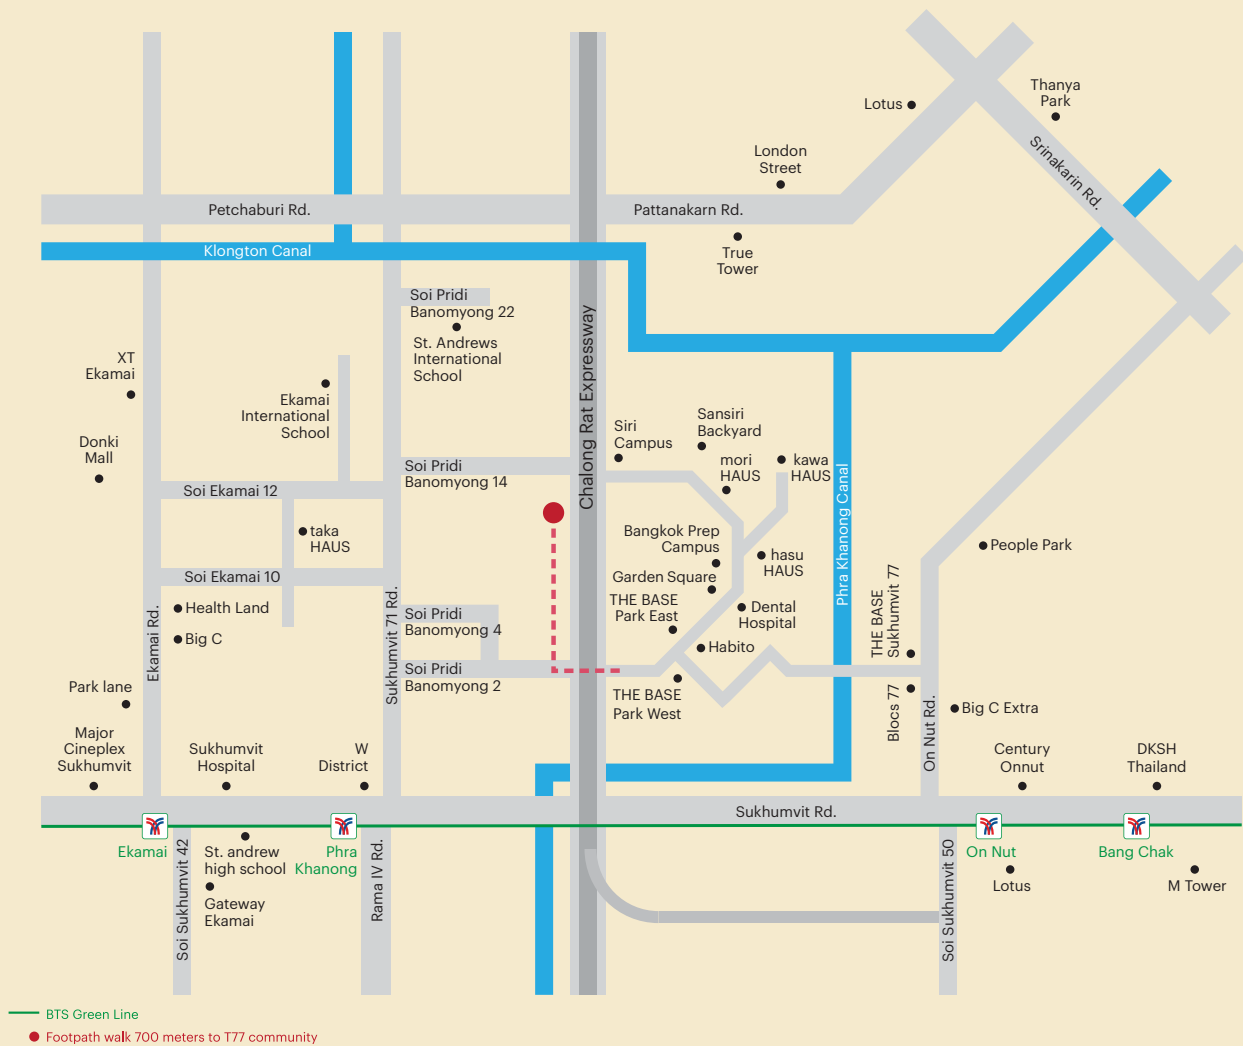 Lotus
Thanya
Park
London
Street
Srinakarin Rd.
Petchaburi Rd.
Pattanakarn Rd.
Klongton Canal
True
Tower
Soi Pridi
Banomyong 22
St. Andrews
International
School
Chalong Rat Expressway
XT
Ekamai
Ekamai
International
School
Donki
Mall
Siri
Campus
Sansiri
Backyard
mori
HAUS
kawa
HAUS
Soi Pridi
Banomyong 14
Soi Ekamai 12
Phra Khanong Canal
taka
HAUS
Bangkok Prep
Campus
hasu
HAUS
People Park
Garden Square
Soi Ekamai 10
THE BASE
Park East
Dental
Hospital
THE BASE
Sukhumvit 77
Health Land
Big C
Ekamai Rd.
Sukhumvit 71 Rd.
Soi Pridi
Banomyong 4
Habito
Soi Pridi
Banomyong 2
THE BASE
Park West
Blocs 77
On Nut Rd.
Big C Extra
Park lane
Major
Cineplex
Sukhumvit
Sukhumvit
Hospital
W
District
Century
Onnut
DKSH
Thailand
Sukhumvit Rd.
Ekamai
Soi Sukhumvit 42
St. andrew
high school
Gateway
Ekamai
Phra
Khanong
Rama IV Rd.
Soi Sukhumvit 50
On Nut
Lotus
Bang Chak
M Tower
BTS Green Line
Footpath walk 700 meters to T77 community